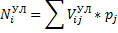 N_i^{УЛ} = ∑ V_{ij}^{УЛ} * p_j